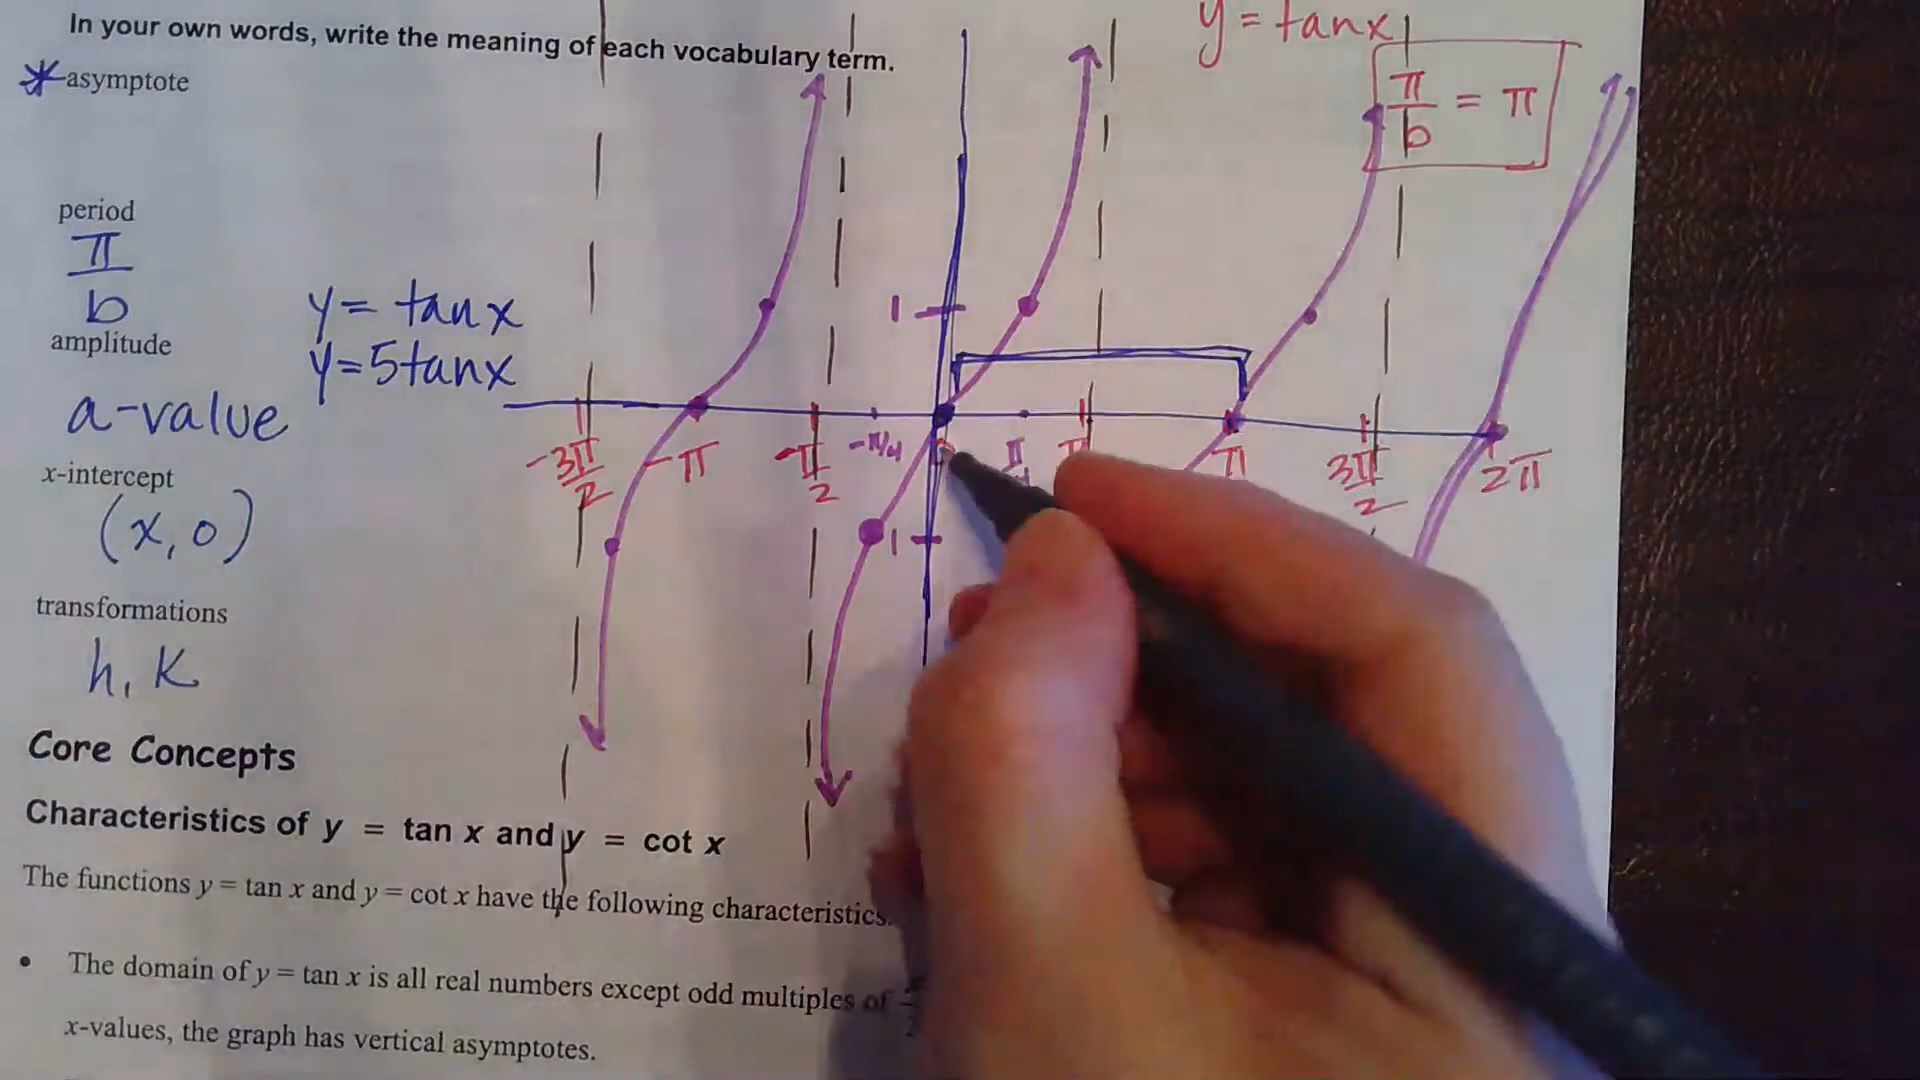 In your own words, write the meaning of each vocabulary term.
y = tan x
asymptote
π/b = π
period
π/b
y = tan x
1
amplitude
y = 5tanx
a-value
x-intercept
-3π/2 -π -π/2 -π/4 π π 3π/2 2π
(x, 0)
1
transformations
h, k
Core Concepts
Characteristics of y = tan x and y = cot x
The functions y = tan x and y = cot x have the following characteristics.
• The domain of y = tan x is all real numbers except odd multiples of
x-values, the graph has vertical asymptotes.